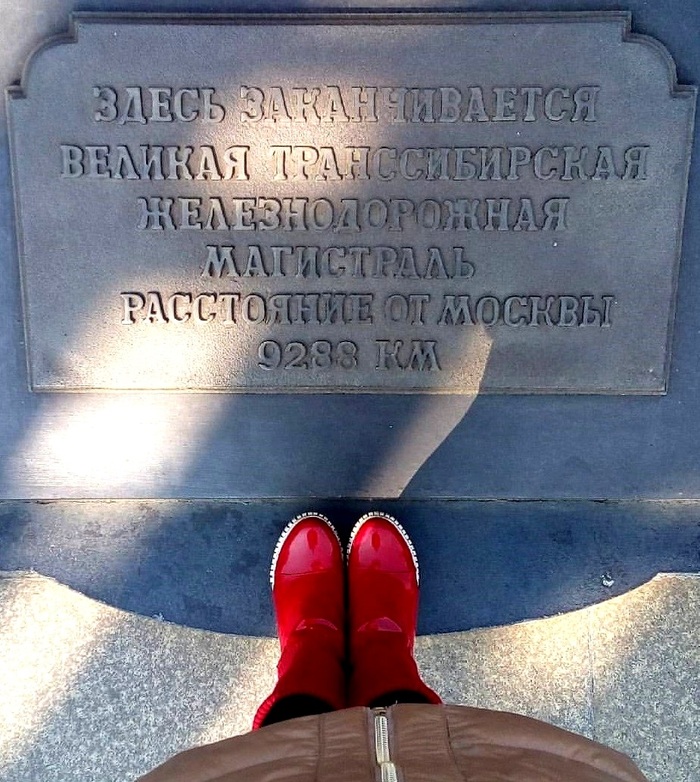 ЗДЕСЬ ЗАКАНЧИВАЕТСЯ
ВЕЛИКАЯ ТРАНССИБИРСКАЯ
ЖЕЛЕЗНОДОРОЖНАЯ
МАГИСТРАЛЬ
РАССТОЯНИЕ ОТ МОСКВЫ
9288 КМ